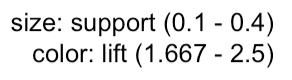 size: support (0.1 - 0.4)
color: lift (1.667 - 2.5)